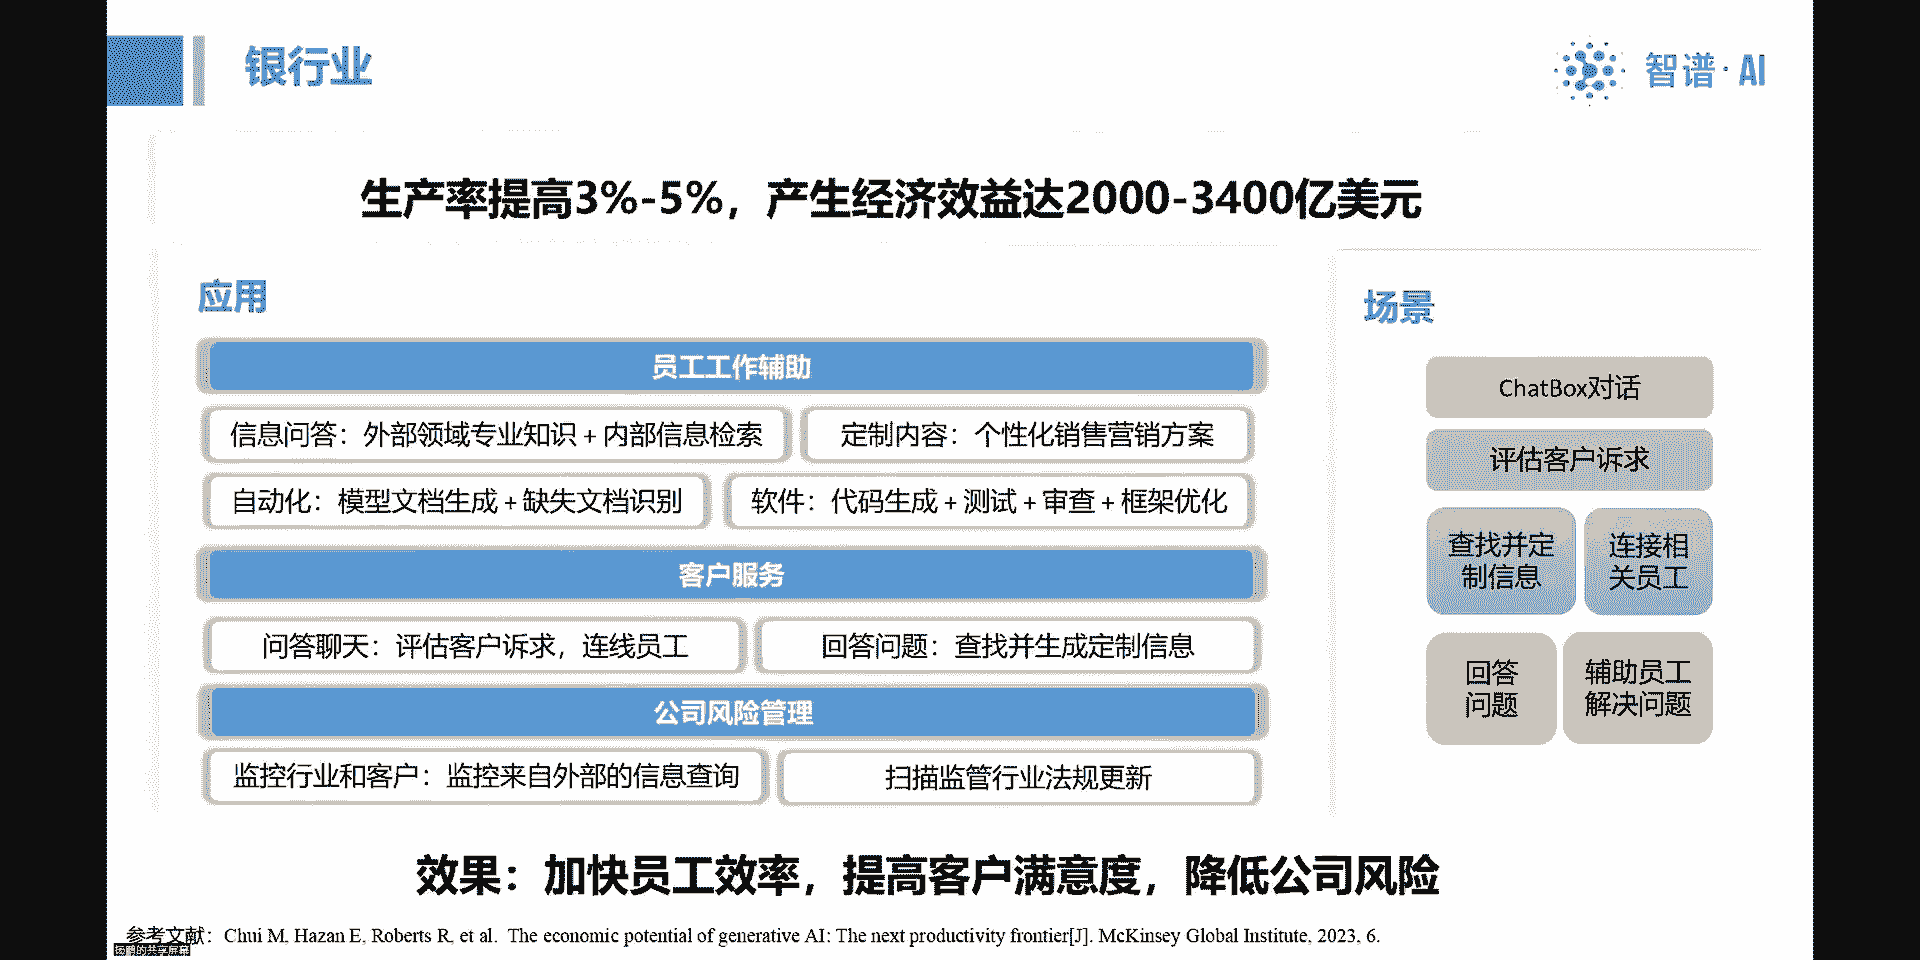 银行业
智谱·AI
生产率提高3%-5%，产生经济效益达2000-3400亿美元
应用
员工工作辅助
信息问答：外部领域专业知识+内部信息检索
定制内容：个性化销售营销方案
自动化：模型文档生成+缺失文档识别
软件：代码生成+测试+审查+框架优化
客户服务
问答聊天：评估客户诉求，连线员工
回答问题：查找并生成定制信息
公司风险管理
监控行业和客户：监控来自外部的信息查询
扫描监管行业法规更新
场景
ChatBox对话
评估客户诉求
查找并定
制信息
连接相
关员工
回答
问题
辅助员工
解决问题
效果：加快员工效率，提高客户满意度，降低公司风险
参考文献：Chui M, Hazan E, Roberts R, et al. The economic potential of generative AI: The next productivity frontier[J]. McKinsey Global Institute, 2023, 6.
的共享屏幕